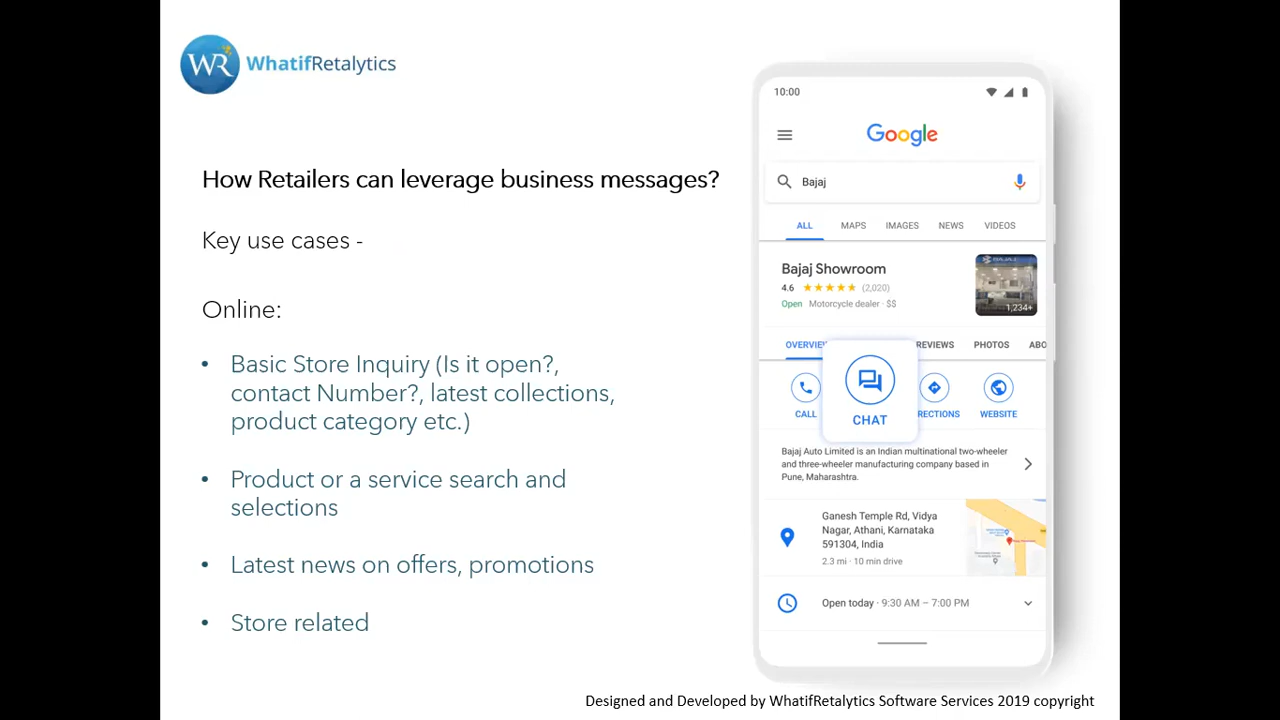 WR WhatifRetalytics
How Retailers can leverage business messages?
Key use cases -
Online:
• Basic Store Inquiry (Is it open?,
contact Number?, latest collections,
product category etc.)
• Product or a service search and
selections
• Latest news on offers, promotions
• Store related
10:00
Google
Bajaj
ALL MAPS IMAGES NEWS VIDEOS
Bajaj Showroom
4.6 ★★★★★ (2,020)
Open Motorcycle dealer · $$
BAJAJ
1,234+
OVERVIEW REVIEWS PHOTOS ABO
CALL CHAT RECTIONS WEBSITE
Bajaj Auto Limited is an Indian multinational two-wheeler
and three-wheeler manufacturing company based in
Pune, Maharashtra.
Ganesh Temple Rd, Vidya
Nagar, Athani, Karnataka
591304, India
2.3 mi · 10 min drive
Open today · 9:30 AM – 7:00 PM
Designed and Developed by WhatifRetalytics Software Services 2019 copyright